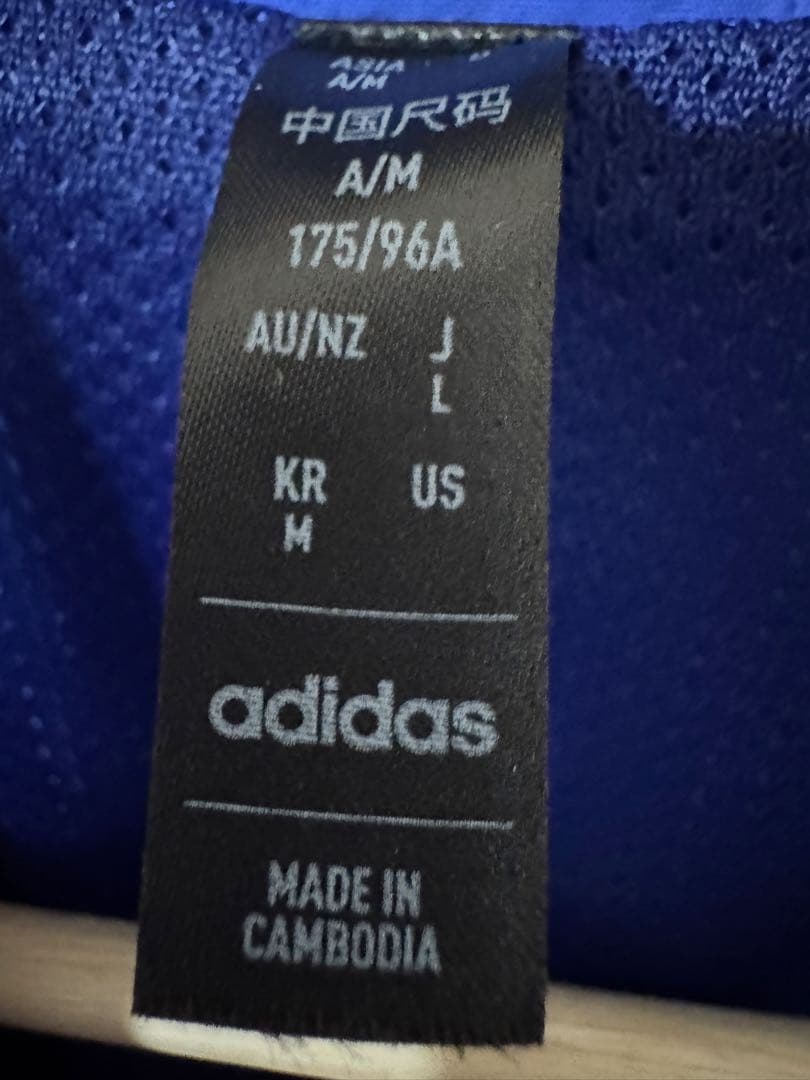 ASIA
A/M
中国尺码
A/M
175/96A
AU/NZ J
L
KR US
M
adidas
MADE IN
CAMBODIA